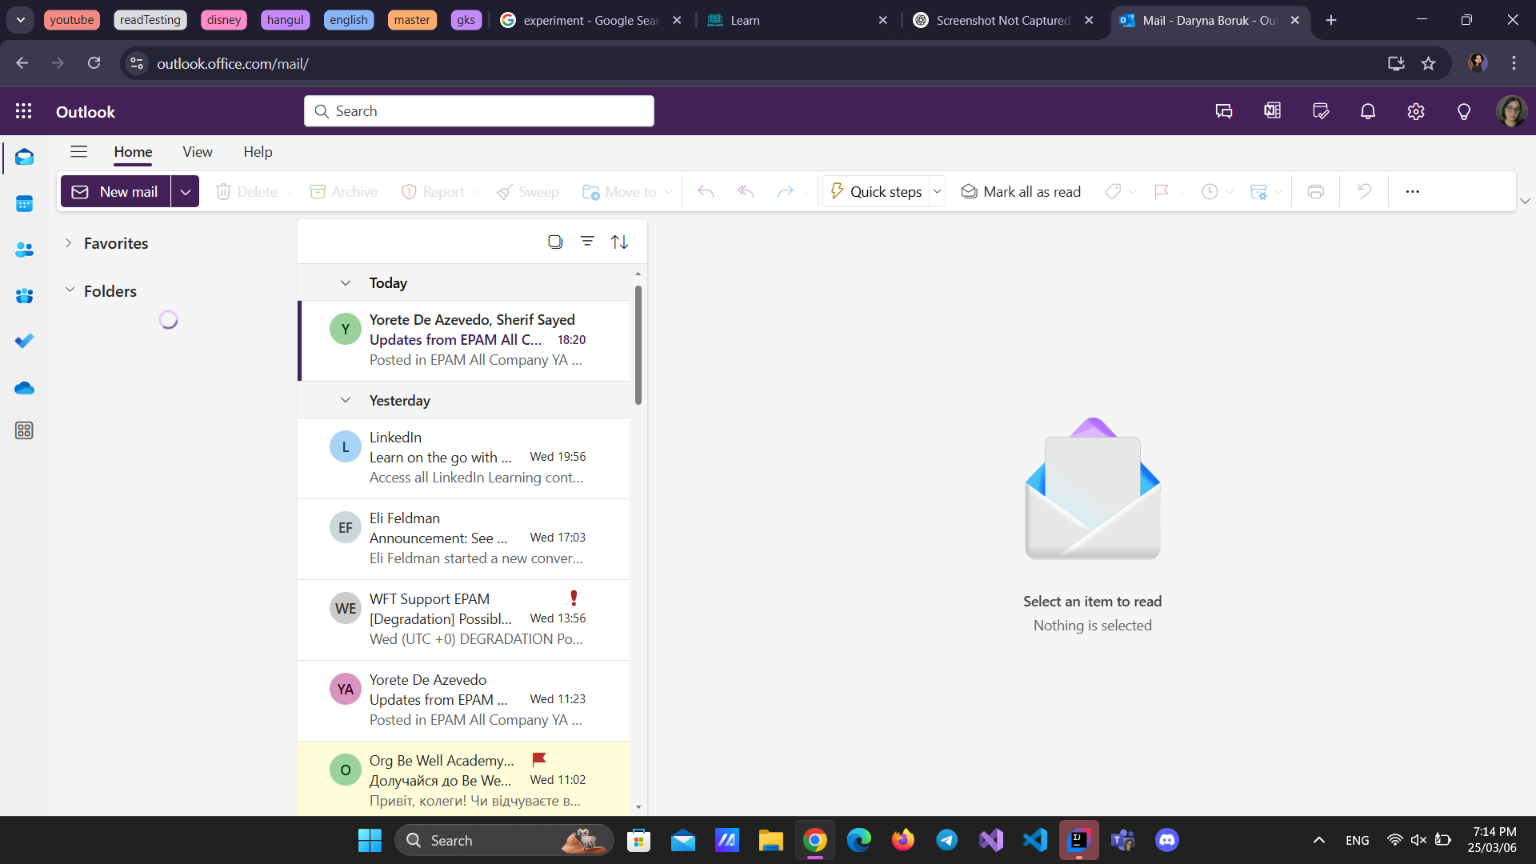 youtube readTesting disney hangul english master gks experiment - Google Sear Learn Screenshot Not Captured Mail - Daryna Boruk - Ou
outlook.office.com/mail/
Outlook Search
Home View Help
New mail Delete Archive Report Sweep Move to Quick steps Mark all as read
Favorites
Folders
Today
Y
Yorete De Azevedo, Sherif Sayed
Updates from EPAM All C... 18:20
Posted in EPAM All Company YA ...
Yesterday
L
LinkedIn
Learn on the go with ... Wed 19:56
Access all LinkedIn Learning cont...
EF
Eli Feldman
Announcement: See ... Wed 17:03
Eli Feldman started a new conver...
WE
WFT Support EPAM
[Degradation] Possibl... Wed 13:56
Wed (UTC +0) DEGRADATION Po...
YA
Yorete De Azevedo
Updates from EPAM ... Wed 11:23
Posted in EPAM All Company YA ...
O
Org Be Well Academy...
Долучайся до Be We... Wed 11:02
Привіт, колеги! Чи відчуваєте в...
Select an item to read
Nothing is selected
Search
ENG
7:14 PM
25/03/06